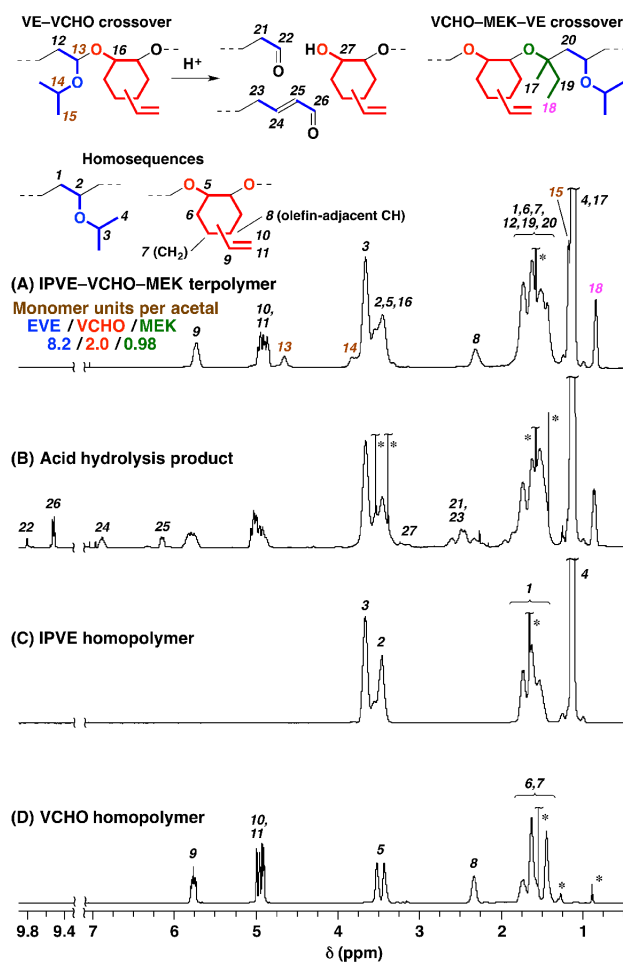 VE–VCHO crossover
VCHO–MEK–VE crossover
12
13
O
16
O
O
14
15
H⁺
21
22
O
23
25
26
24
O
HO
27
O
O
O
20
17
19
18
O
Homosequences
1
2
O
4
3
O
5
O
6
8 (olefin-adjacent CH)
7 (CH₂)
10
9
11
(A) IPVE–VCHO–MEK terpolymer
Monomer units per acetal
EVE / VCHO / MEK
8.2 / 2.0 / 0.98
9
10,
11
13
14
3
2,5,16
8
1,6,7,
12,19,20
*
15
4,17
18
(B) Acid hydrolysis product
22
26
24
25
*
*
27
21,
23
*
*
(C) IPVE homopolymer
3
2
1
*
4
(D) VCHO homopolymer
9
10,
11
5
8
6,7
*
*
*
9.8
9.4
7
6
5
4
3
2
1
δ (ppm)